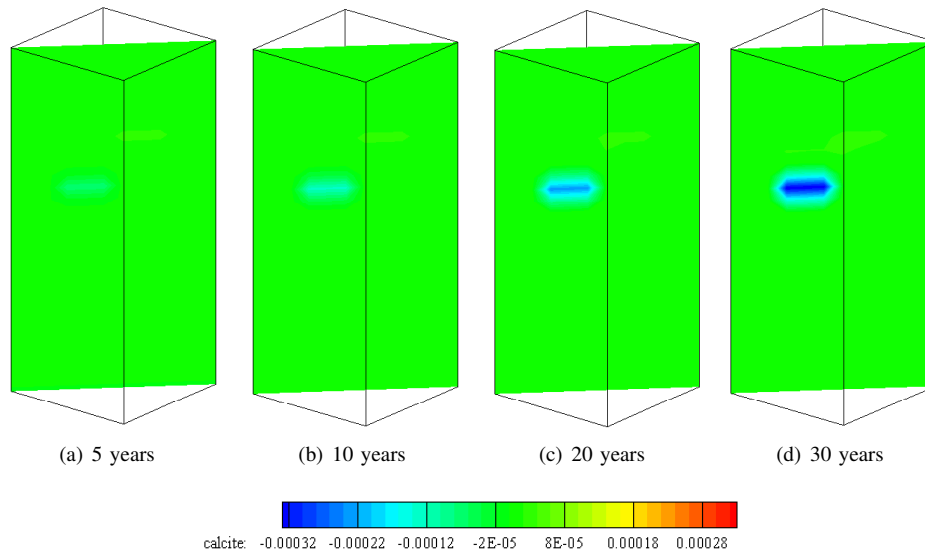 (a) 5 years
(b) 10 years
(c) 20 years
(d) 30 years
calcite: -0.00032 -0.00022 -0.00012 -2E-05 8E-05 0.00018 0.00028